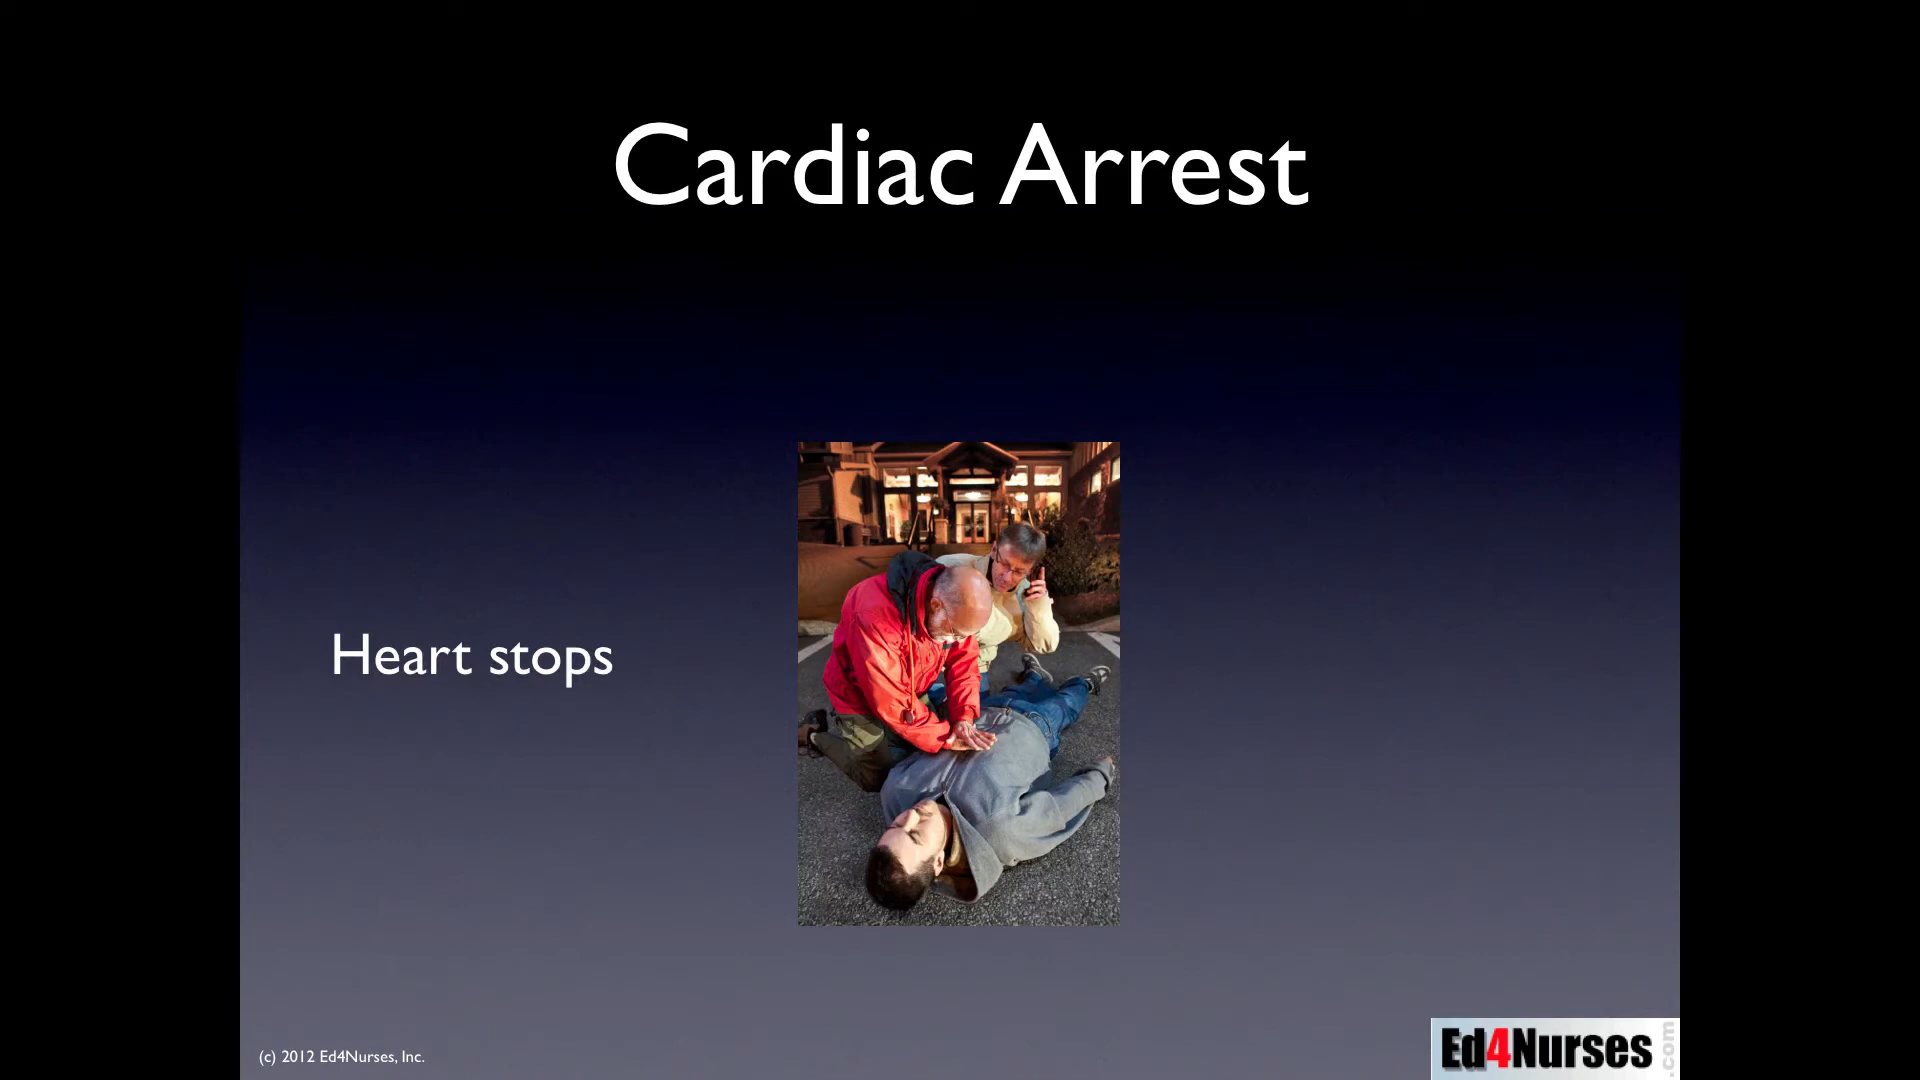 Cardiac Arrest
Heart stops
(c) 2012 Ed4Nurses, Inc.
Ed4Nurses
.com